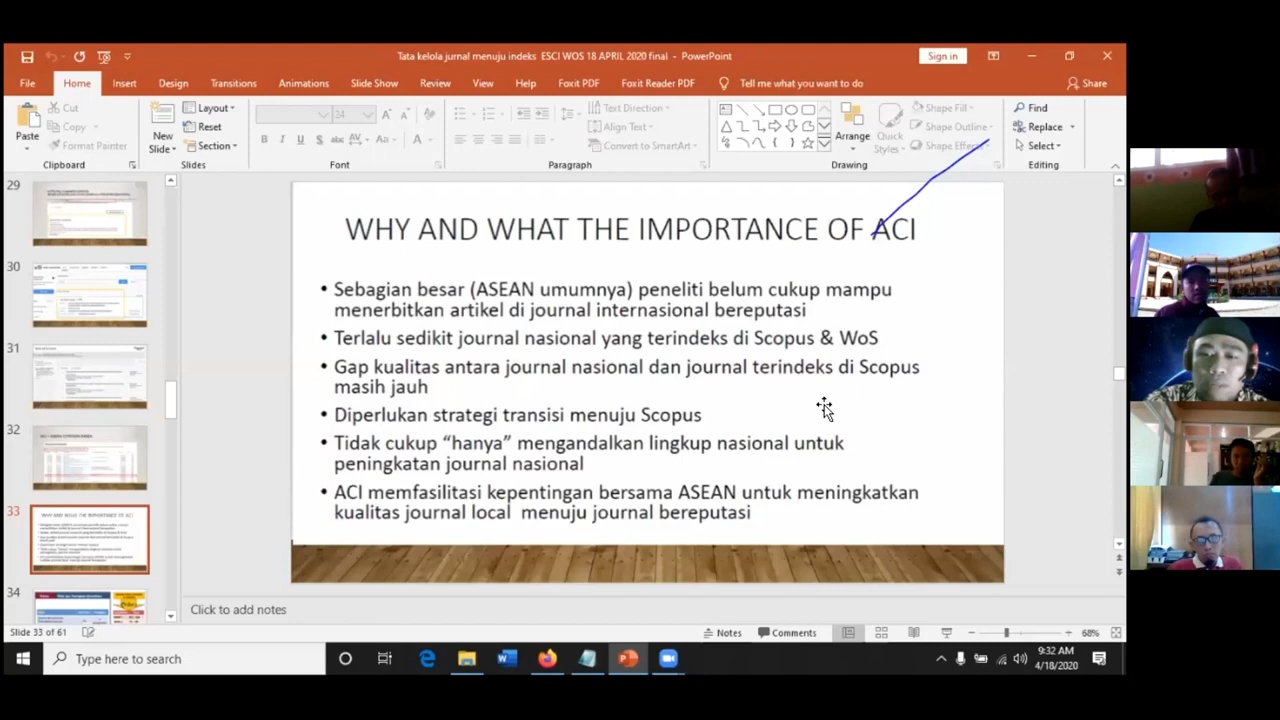 Tata kelola jurnal menuju indeks ESCI WOS 18 APRIL 2020 final - PowerPoint
Sign in
File Home Insert Design Transitions Animations Slide Show Review View Help Foxit PDF Foxit Reader PDF Tell me what you want to do Share
Paste
Cut
Copy
Format Painter
Clipboard
New Slide
Layout
Reset
Section
Slides
24
Font
Paragraph
Text Direction
Align Text
Convert to SmartArt
Arrange
Quick Styles
Shape Fill
Shape Outline
Shape Effects
Drawing
Find
Replace
Select
Editing
29
30
31
32
33
34
WHY AND WHAT THE IMPORTANCE OF ACI
• Sebagian besar (ASEAN umumnya) peneliti belum cukup mampu
menerbitkan artikel di journal internasional bereputasi
• Terlalu sedikit journal nasional yang terindeks di Scopus & WoS
• Gap kualitas antara journal nasional dan journal terindeks di Scopus
masih jauh
• Diperlukan strategi transisi menuju Scopus
• Tidak cukup “hanya” mengandalkan lingkup nasional untuk
peningkatan journal nasional
• ACI memfasilitasi kepentingan bersama ASEAN untuk meningkatkan
kualitas journal local menuju journal bereputasi
Click to add notes
Slide 33 of 61
Notes Comments 68%
Type here to search
9:32 AM
4/18/2020